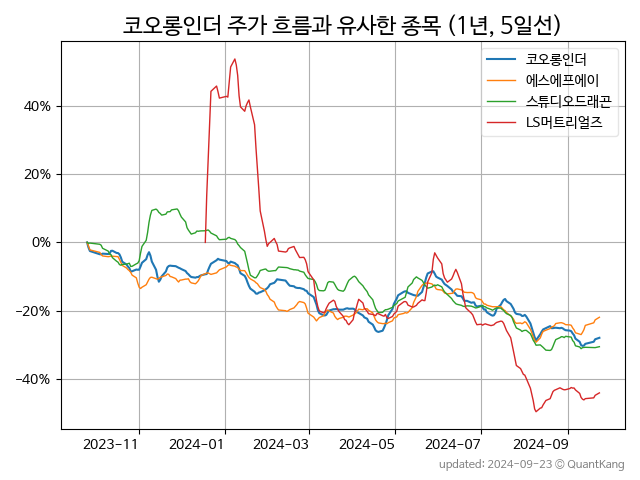 코오롱인더 주가 흐름과 유사한 종목 (1년, 5일선)
코오롱인더
에스에프에이
스튜디오드래곤
LS머트리얼즈
40%
20%
0%
−20%
−40%
2023-11 2024-01 2024-03 2024-05 2024-07 2024-09
updated: 2024-09-23 © QuantKang